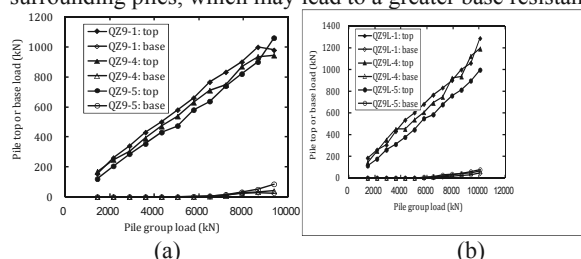 surrounding piles, which may lead to a greater base resistan
1200
1000
800
600
400
200
0
Pile top or base load (kN)
QZ9-1: top
QZ9-1: base
QZ9-4: top
QZ9-4: base
QZ9-5: top
QZ9-5: base
0 2000 4000 6000 8000 10000
Pile group load (kN)
(a)
1400
1200
1000
800
600
400
200
0
Pile top or base load (kN)
QZ9L-1: top
QZ9L-1: base
QZ9L-4: top
QZ9L-4: base
QZ9L-5: top
QZ9L-5: base
0 2000 4000 6000 8000 10000 12000
Pile group load (kN)
(b)